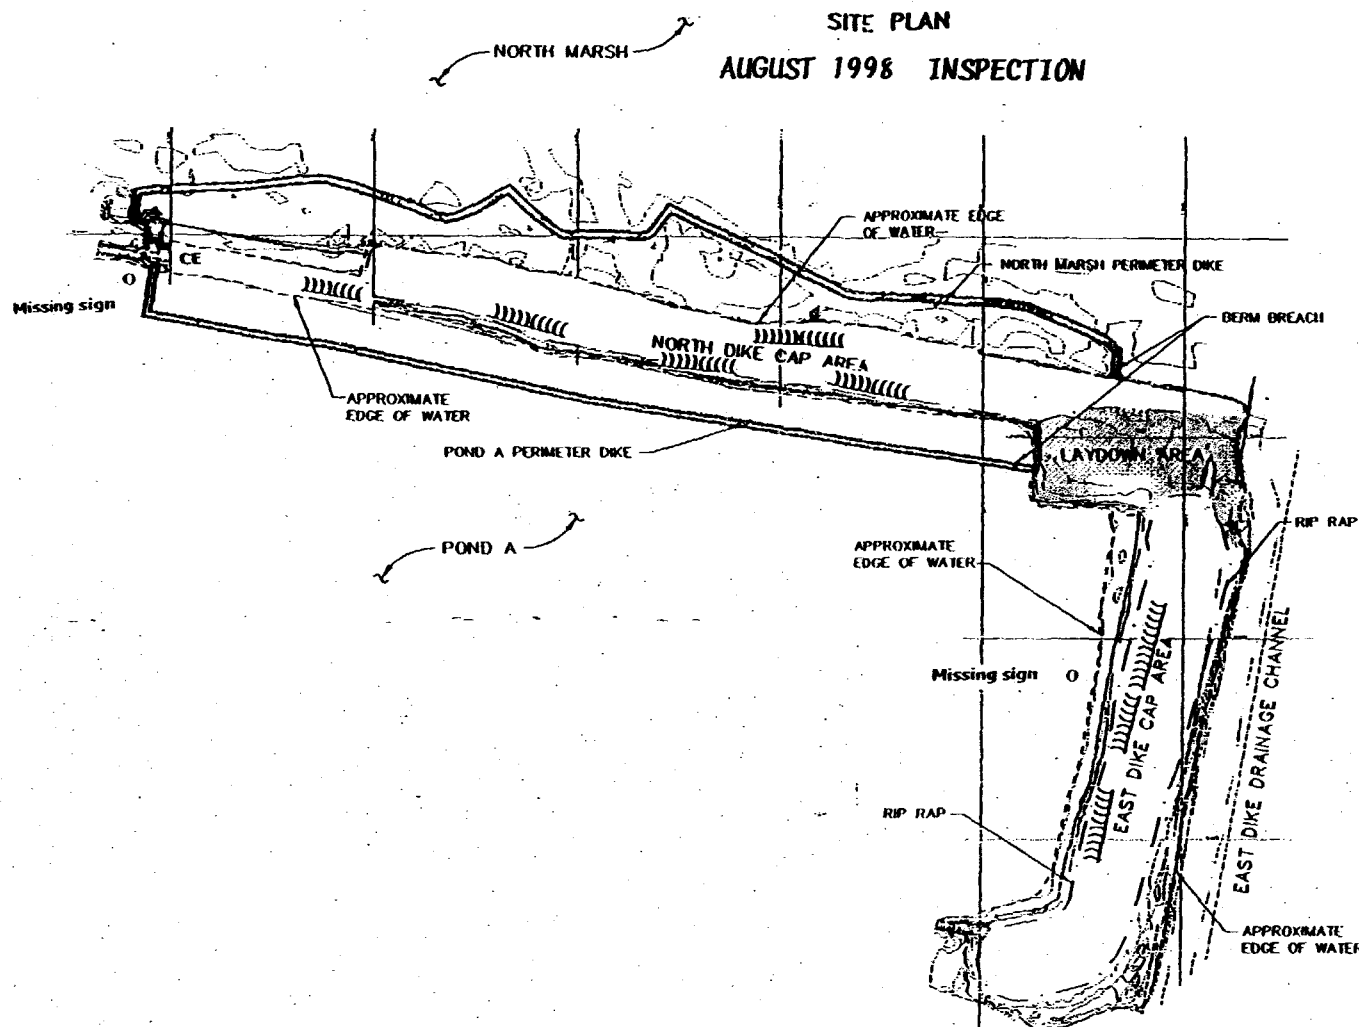 SITE PLAN
AUGUST 1998 INSPECTION
NORTH MARSH
APPROXIMATE EDGE
OF WATER
NORTH MARSH PERIMETER DIKE
CE
O
Missing sign
BERM BREACH
NORTH DIKE CAP AREA
APPROXIMATE
EDGE OF WATER
POND A PERIMETER DIKE
LAYDOWN AREA
RIP RAP
POND A
APPROXIMATE
EDGE OF WATER
Missing sign O
EAST DIKE CAP AREA
EAST DIKE DRAINAGE CHANNEL
RIP RAP
APPROXIMATE
EDGE OF WATER